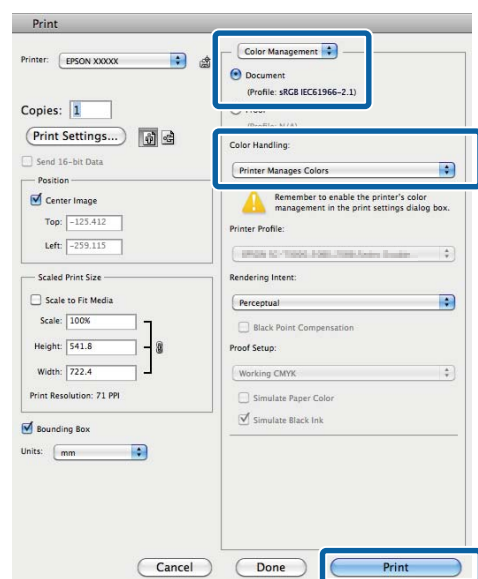 Print
Printer: EPSON XXXXX
Copies: 1
Print Settings...
Send 16-bit Data
Position
Center Image
Top: -125.412
Left: -259.115
Scaled Print Size
Scale to Fit Media
Scale: 100%
Height: 541.8
Width: 722.4
Print Resolution: 71 PPI
Bounding Box
Units: mm
Color Management
Document
(Profile: sRGB IEC61966-2.1)
Color Handling:
Printer Manages Colors
Remember to enable the printer's color
management in the print settings dialog box.
Printer Profile:
Rendering Intent:
Perceptual
Black Point Compensation
Proof Setup:
Working CMYK
Simulate Paper Color
Simulate Black Ink
Cancel
Done
Print